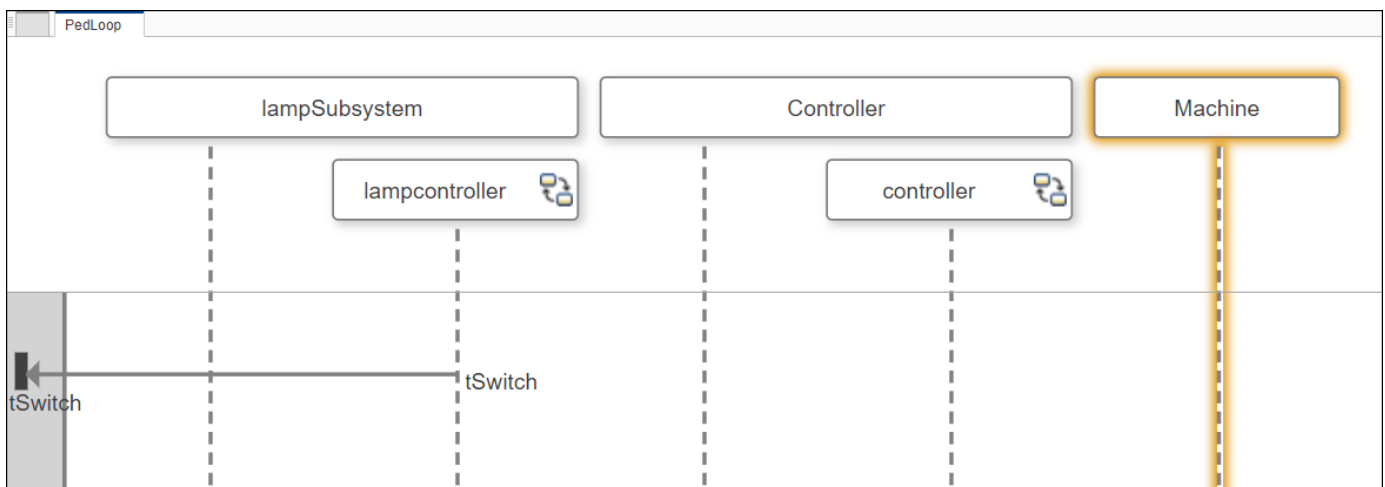 PedLoop
lampSubsystem
Controller
Machine
lampcontroller
controller
tSwitch
tSwitch